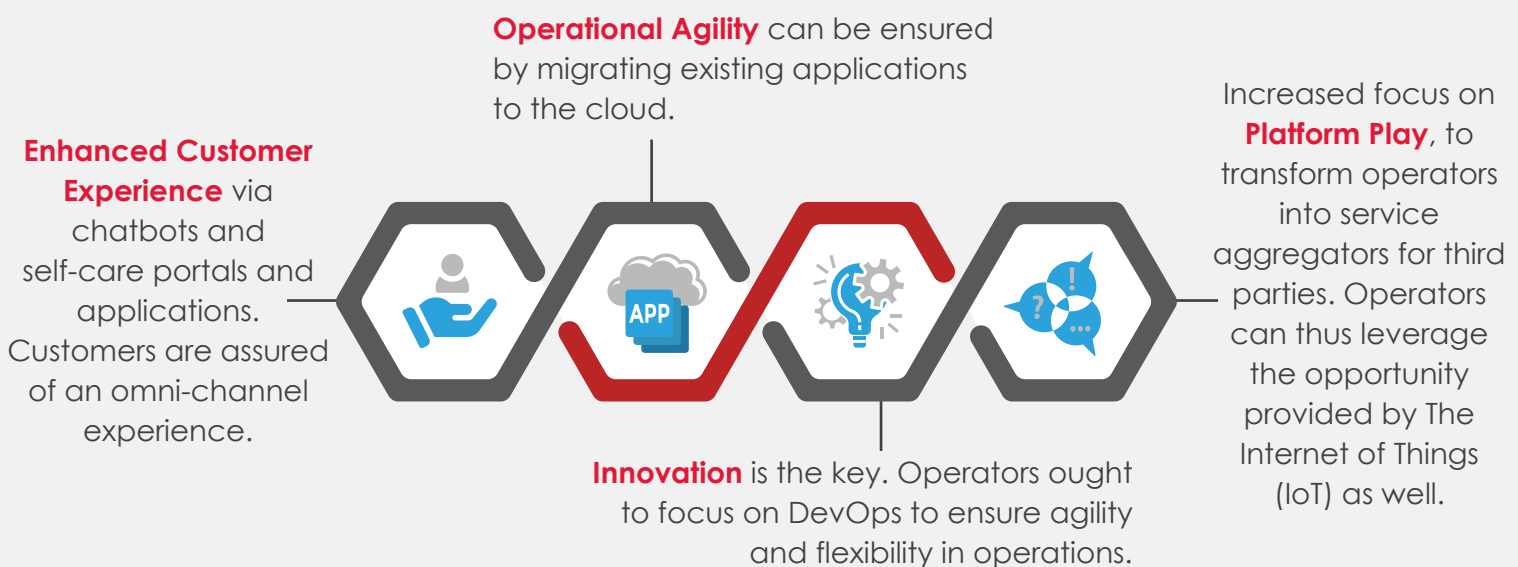 Enhanced Customer
Experience via
chatbots and
self-care portals and
applications.
Customers are assured
of an omni-channel
experience.
Operational Agility can be ensured
by migrating existing applications
to the cloud.
APP
Innovation is the key. Operators ought
to focus on DevOps to ensure agility
and flexibility in operations.
?
!
...
Increased focus on
Platform Play, to
transform operators
into service
aggregators for third
parties. Operators
can thus leverage
the opportunity
provided by The
Internet of Things
(IoT) as well.